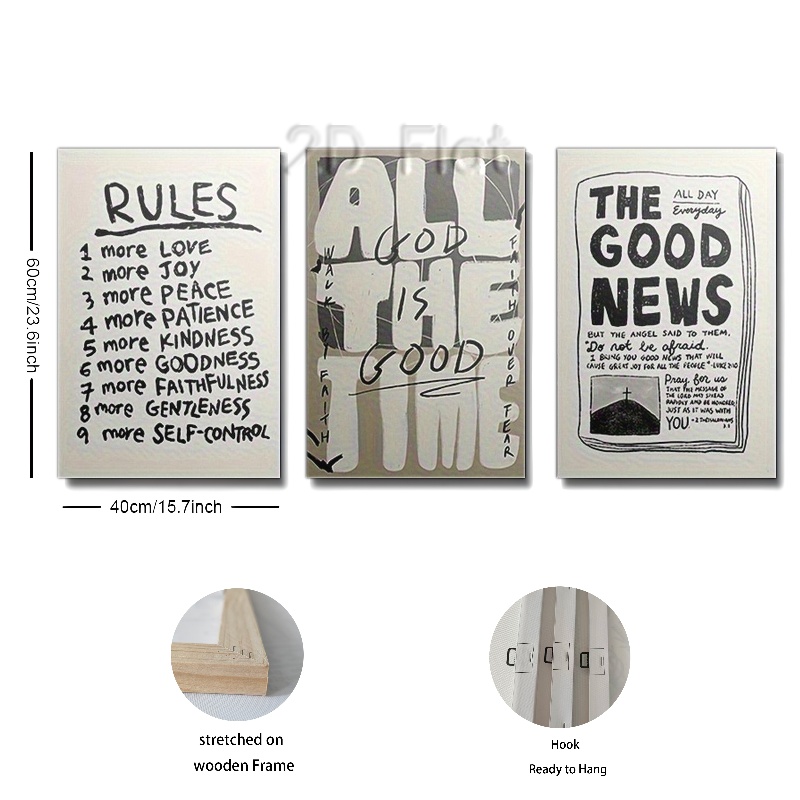 2D Flat
60cm/23.6inch
40cm/15.7inch
RULES
1 more LOVE
2 more JOY
3 more PEACE
4 more PATIENCE
5 more KINDNESS
6 more GOODNESS
7 more FAITHFULNESS
8 more GENTLENESS
9 more SELF-CONTROL
ALL
THE
TIME
GOD
IS
GOOD
WALK BY FAITH
FAITH OVER FEAR
THE
GOOD
NEWS
ALL DAY
Everyday
BUT THE ANGEL SAID TO THEM,
"Do not be afraid.
I BRING YOU GOOD NEWS THAT WILL
CAUSE GREAT JOY FOR ALL THE PEOPLE" -LUKE 2:10
Pray for us
THAT THE MESSAGE OF
THE LORD MAY SPREAD
RAPIDLY AND BE HONORED,
JUST AS IT WAS WITH
YOU -2 THESSALONIANS
3:1
stretched on
wooden Frame
Hook
Ready to Hang